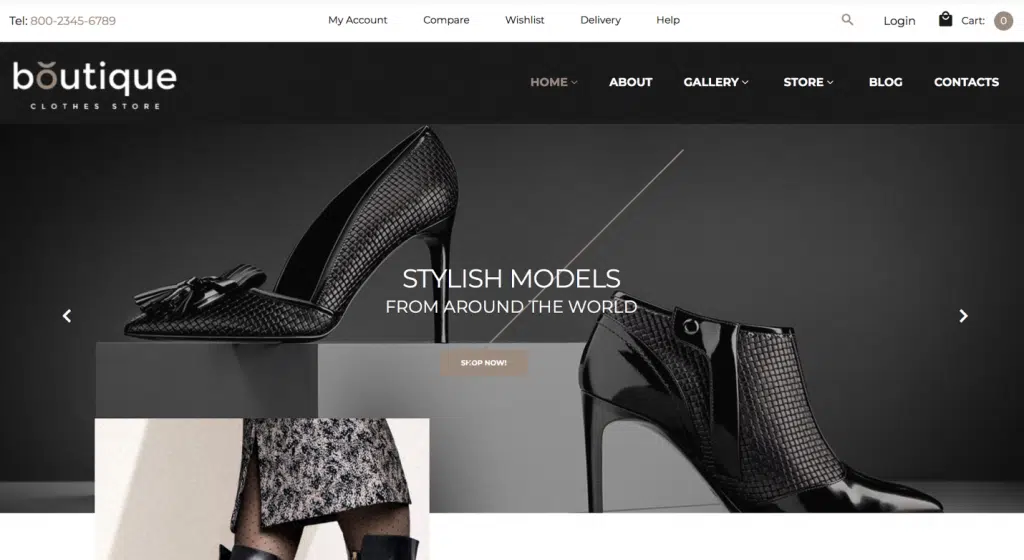 Tel: 800-2345-6789 My Account Compare Wishlist Delivery Help Login Cart: 0
bŏutique
CLOTHES STORE
HOME ABOUT GALLERY STORE BLOG CONTACTS
STYLISH MODELS
FROM AROUND THE WORLD
SHOP NOW!